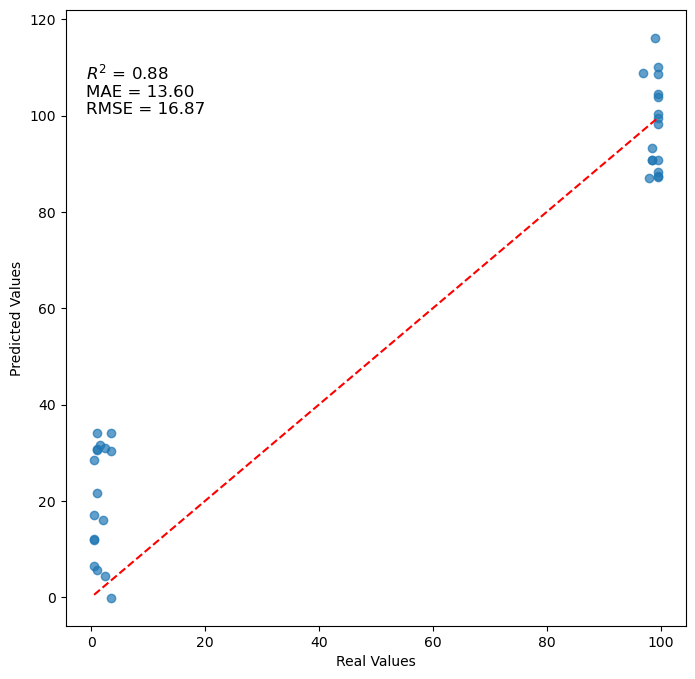 120
100
80
60
40
20
0
R² = 0.88
MAE = 13.60
RMSE = 16.87
Predicted Values
0 20 40 60 80 100
Real Values